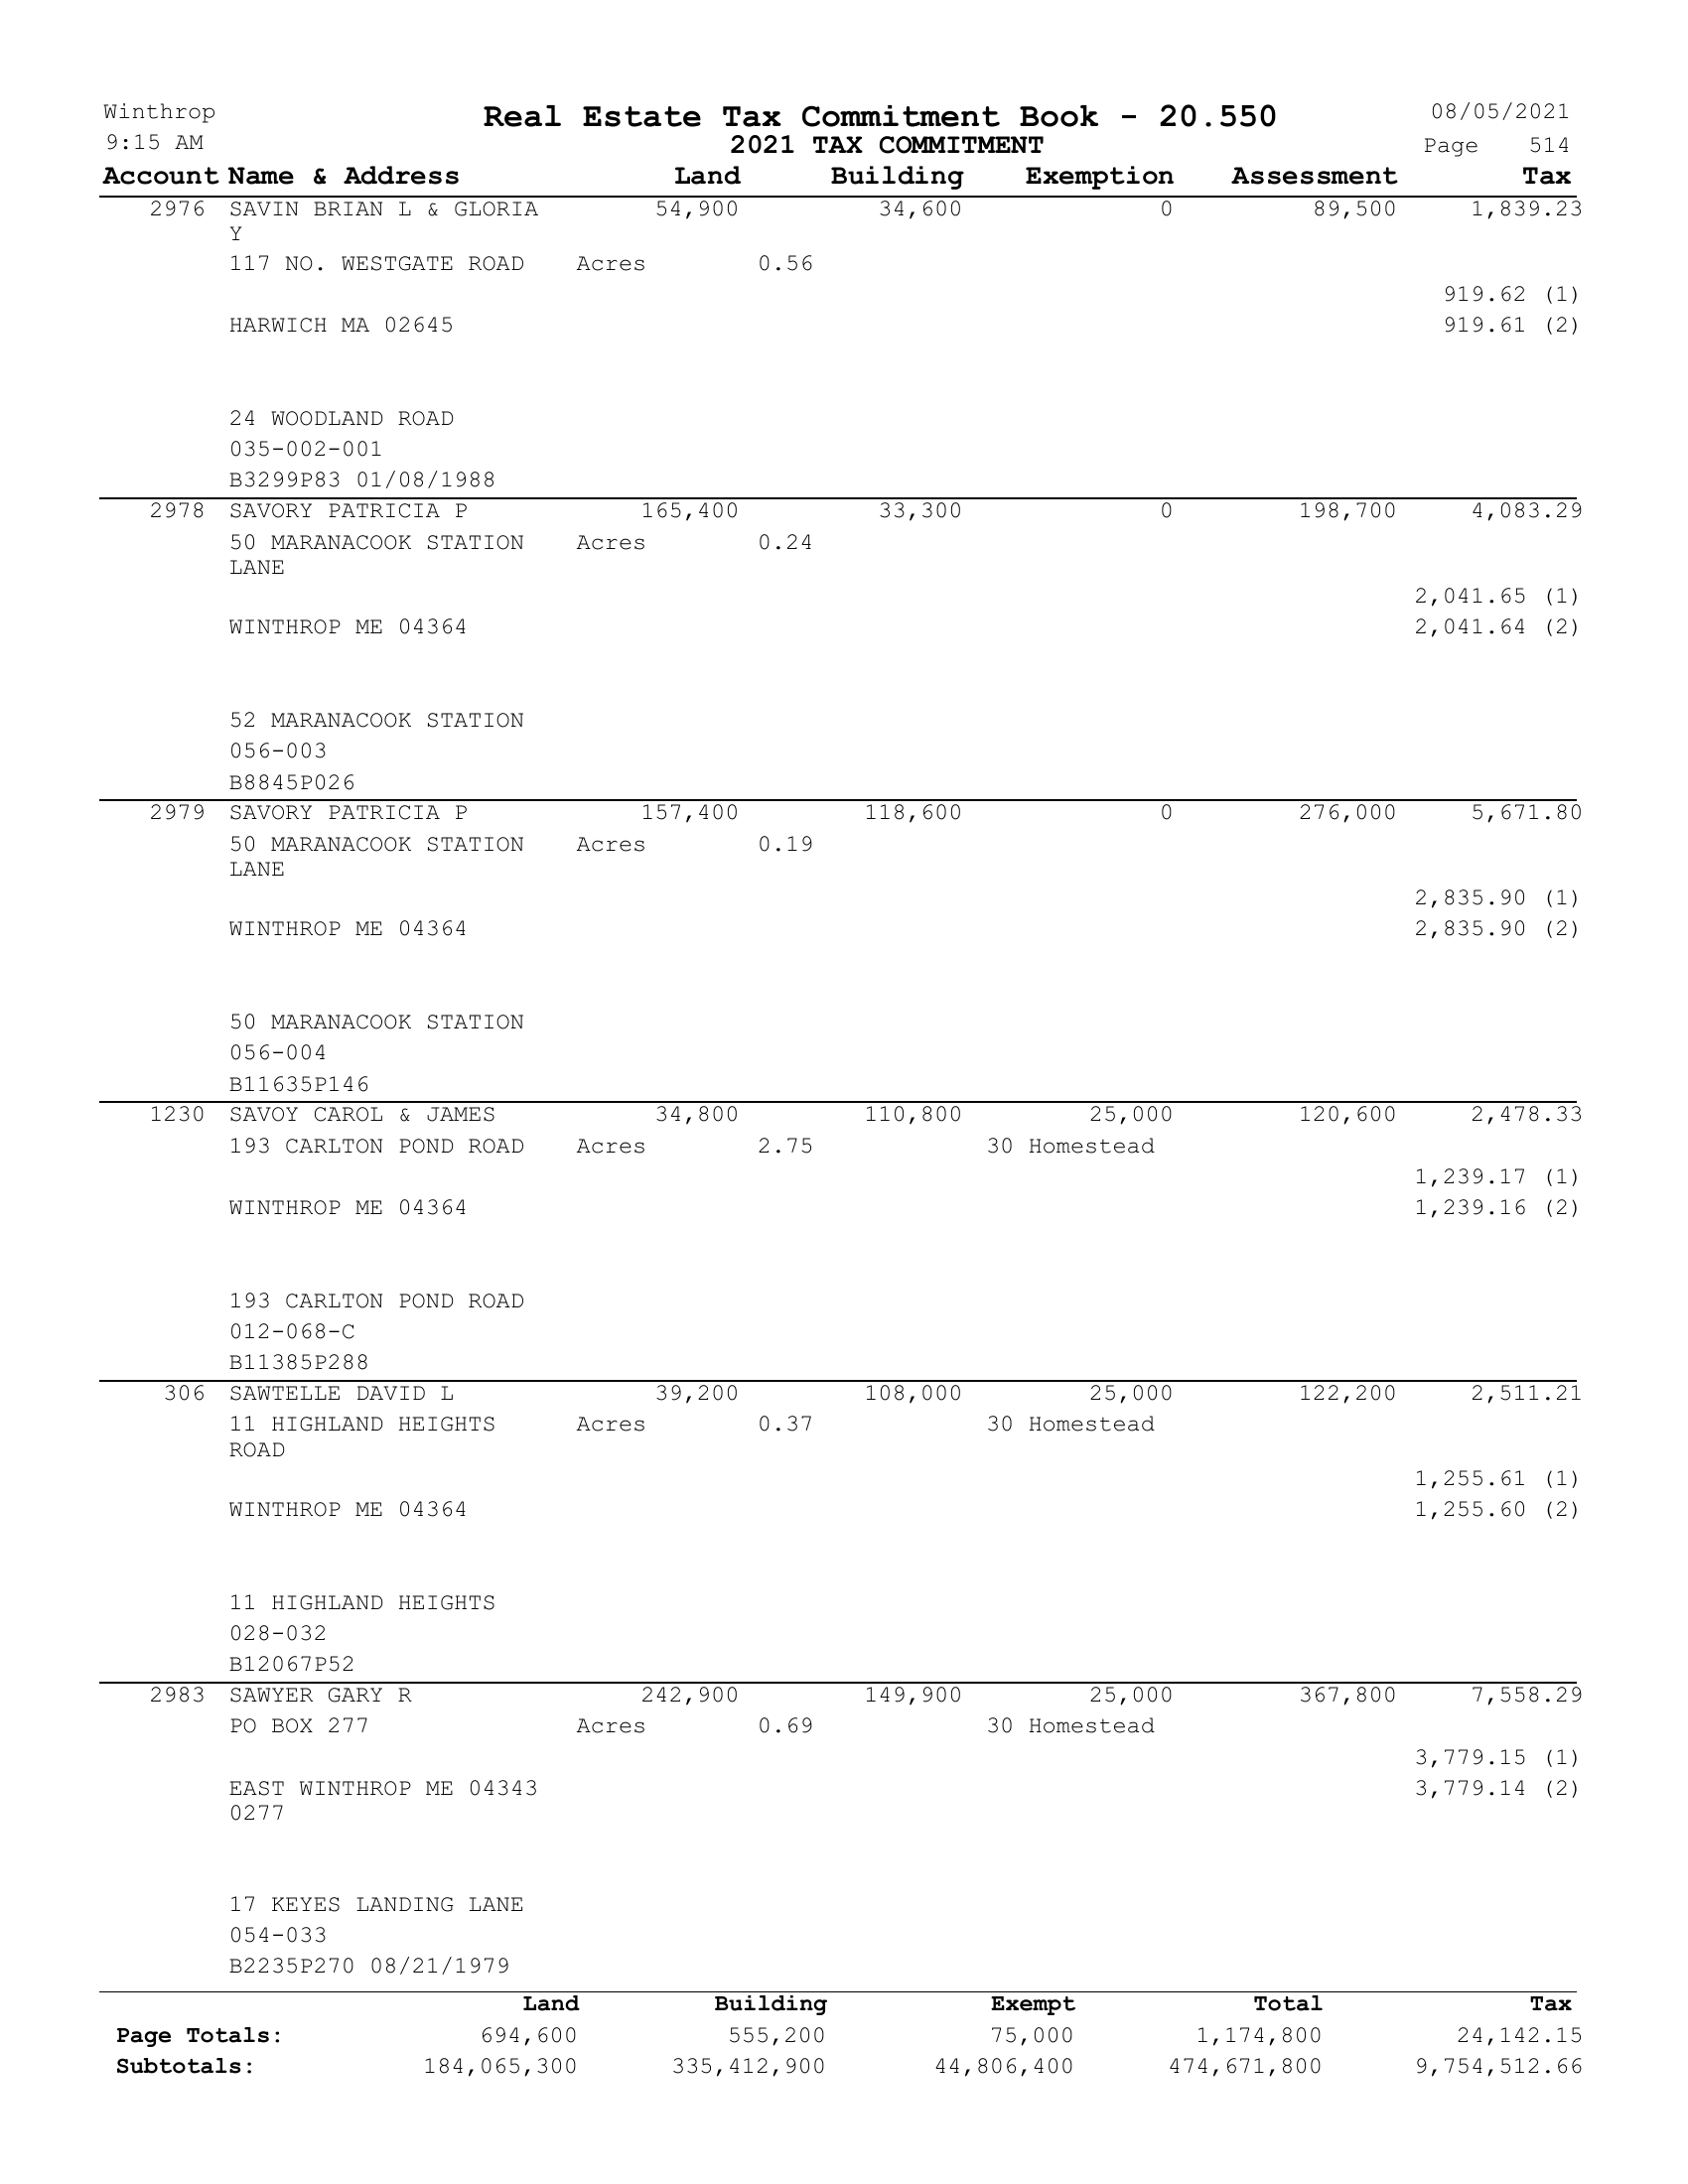 Winthrop Real Estate Tax Commitment Book - 20.550 08/05/2021
9:15 AM 2021 TAX COMMITMENT Page 514
Account Name & Address Land Building Exemption Assessment Tax
2976 SAVIN BRIAN L & GLORIA 54,900 34,600 0 89,500 1,839.23
Y
117 NO. WESTGATE ROAD Acres 0.56
919.62 (1)
HARWICH MA 02645 919.61 (2)
24 WOODLAND ROAD
035-002-001
B3299P83 01/08/1988
2978 SAVORY PATRICIA P 165,400 33,300 0 198,700 4,083.29
50 MARANACOOK STATION Acres 0.24
LANE
2,041.65 (1)
WINTHROP ME 04364 2,041.64 (2)
52 MARANACOOK STATION
056-003
B8845P026
2979 SAVORY PATRICIA P 157,400 118,600 0 276,000 5,671.80
50 MARANACOOK STATION Acres 0.19
LANE
2,835.90 (1)
WINTHROP ME 04364 2,835.90 (2)
50 MARANACOOK STATION
056-004
B11635P146
1230 SAVOY CAROL & JAMES 34,800 110,800 25,000 120,600 2,478.33
193 CARLTON POND ROAD Acres 2.75 30 Homestead
1,239.17 (1)
WINTHROP ME 04364 1,239.16 (2)
193 CARLTON POND ROAD
012-068-C
B11385P288
306 SAWTELLE DAVID L 39,200 108,000 25,000 122,200 2,511.21
11 HIGHLAND HEIGHTS Acres 0.37 30 Homestead
ROAD
1,255.61 (1)
WINTHROP ME 04364 1,255.60 (2)
11 HIGHLAND HEIGHTS
028-032
B12067P52
2983 SAWYER GARY R 242,900 149,900 25,000 367,800 7,558.29
PO BOX 277 Acres 0.69 30 Homestead
3,779.15 (1)
EAST WINTHROP ME 04343 3,779.14 (2)
0277
17 KEYES LANDING LANE
054-033
B2235P270 08/21/1979
Land Building Exempt Total Tax
Page Totals: 694,600 555,200 75,000 1,174,800 24,142.15
Subtotals: 184,065,300 335,412,900 44,806,400 474,671,800 9,754,512.66